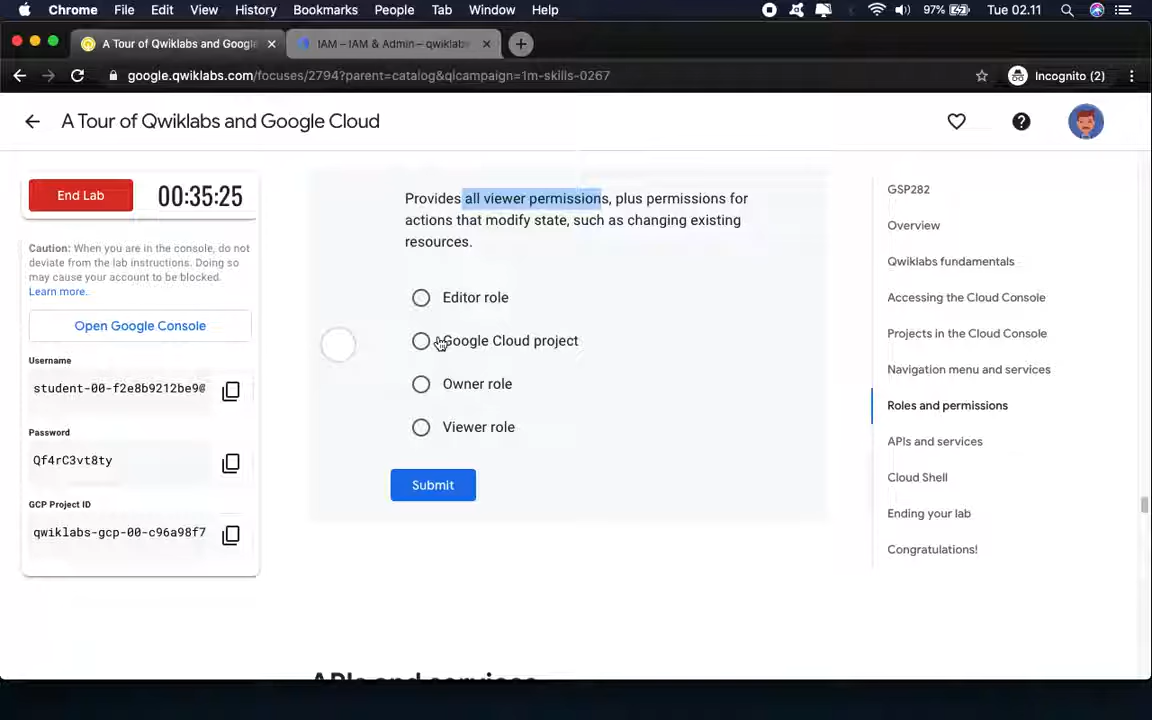 Chrome File Edit View History Bookmarks People Tab Window Help 97% Tue 02.11
A Tour of Qwiklabs and Google
IAM – IAM & Admin – qwiklabs
google.qwiklabs.com/focuses/2794?parent=catalog&qlcampaign=1m-skills-0267
Incognito (2)
A Tour of Qwiklabs and Google Cloud
End Lab
00:35:25
Caution: When you are in the console, do not
deviate from the lab instructions. Doing so
may cause your account to be blocked.
Learn more.
Open Google Console
Username
student-00-f2e8b9212be9@
Password
Qf4rC3vt8ty
GCP Project ID
qwiklabs-gcp-00-c96a98f7
Provides all viewer permissions, plus permissions for
actions that modify state, such as changing existing
resources.
Editor role
Google Cloud project
Owner role
Viewer role
Submit
APIs and services
GSP282
Overview
Qwiklabs fundamentals
Accessing the Cloud Console
Projects in the Cloud Console
Navigation menu and services
Roles and permissions
APIs and services
Cloud Shell
Ending your lab
Congratulations!